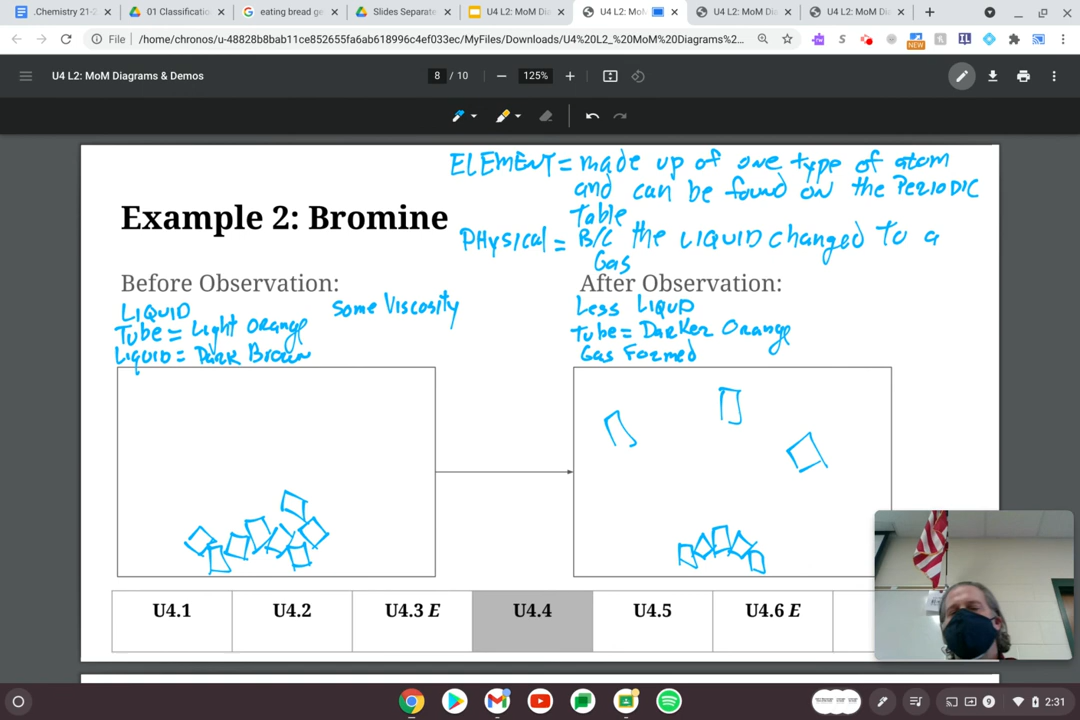 .Chemistry 21-2
01 Classificatio
eating bread ge
Slides Separate
U4 L2: MoM Di
U4 L2: MoM
U4 L2: MoM Di
U4 L2: MoM Di
File
/home/chronos/u-48828b8bab11ce852655fa6ab618996c4ef033ec/MyFiles/Downloads/U4%20L2_%20MoM%20Diagrams%...
NEW
U4 L2: MoM Diagrams & Demos
8 / 10
125%
ELEMENT = made up of one type of atom
and can be found on the PERIODIC
Table
Example 2: Bromine
PHysical = B/C the LIQUID changed to a
Gas
Before Observation:
LIQUID
Some Viscosity
Tube = Light Orange
LIQUID = Dark Brown
After Observation:
Less LIQUD
Tube = Darker Orange
Gas Formed
U4.1
U4.2
U4.3 E
U4.4
U4.5
U4.6 E
9
2:31